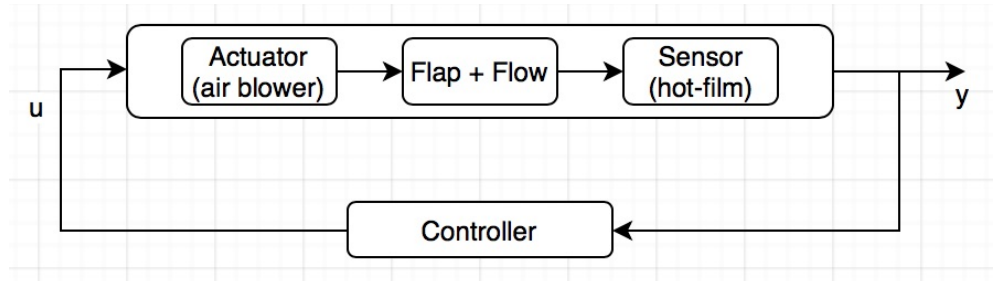 Actuator
(air blower)
Flap + Flow
Sensor
(hot-film)
u
y
Controller